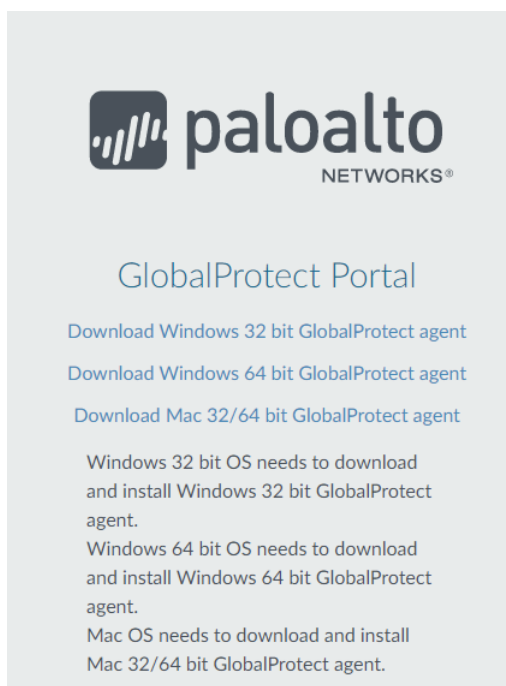 paloalto
NETWORKS®
GlobalProtect Portal
Download Windows 32 bit GlobalProtect agent
Download Windows 64 bit GlobalProtect agent
Download Mac 32/64 bit GlobalProtect agent
Windows 32 bit OS needs to download
and install Windows 32 bit GlobalProtect
agent.
Windows 64 bit OS needs to download
and install Windows 64 bit GlobalProtect
agent.
Mac OS needs to download and install
Mac 32/64 bit GlobalProtect agent.